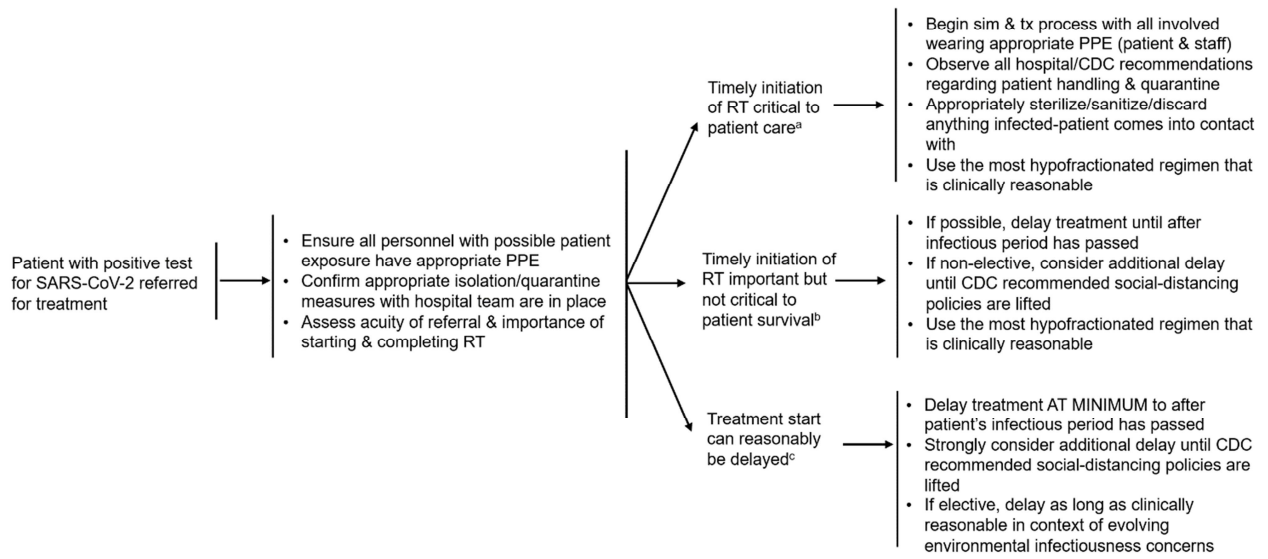 Patient with positive test
for SARS-CoV-2 referred
for treatment
• Ensure all personnel with possible patient
exposure have appropriate PPE
• Confirm appropriate isolation/quarantine
measures with hospital team are in place
• Assess acuity of referral & importance of
starting & completing RT
Timely initiation
of RT critical to
patient careᵃ
• Begin sim & tx process with all involved
wearing appropriate PPE (patient & staff)
• Observe all hospital/CDC recommendations
regarding patient handling & quarantine
• Appropriately sterilize/sanitize/discard
anything infected-patient comes into contact
with
• Use the most hypofractionated regimen that
is clinically reasonable
Timely initiation of
RT important but
not critical to
patient survivalᵇ
• If possible, delay treatment until after
infectious period has passed
• If non-elective, consider additional delay
until CDC recommended social-distancing
policies are lifted
• Use the most hypofractionated regimen that
is clinically reasonable
Treatment start
can reasonably
be delayedᶜ
• Delay treatment AT MINIMUM to after
patient's infectious period has passed
• Strongly consider additional delay until CDC
recommended social-distancing policies are
lifted
• If elective, delay as long as clinically
reasonable in context of evolving
environmental infectiousness concerns